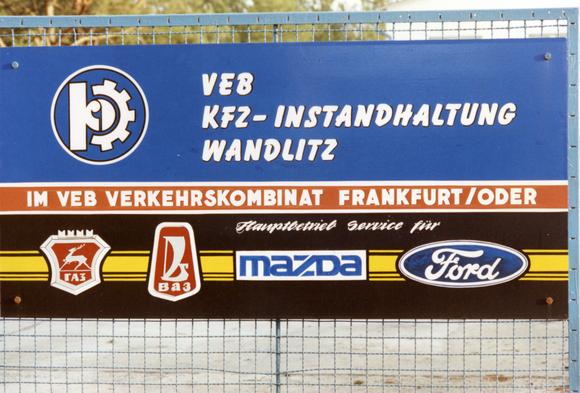 VEB
KFZ-INSTANDHALTUNG
WANDLITZ
IM VEB VERKEHRSKOMBINAT FRANKFURT/ODER
Hauptbetrieb Service für
ГАЗ
ВАЗ
mazda
Ford